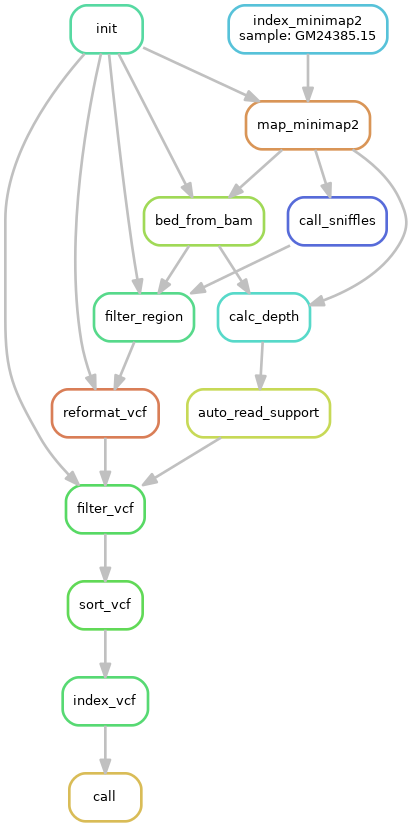 init
index_minimap2
sample: GM24385.15
map_minimap2
bed_from_bam
call_sniffles
filter_region
calc_depth
reformat_vcf
auto_read_support
filter_vcf
sort_vcf
index_vcf
call